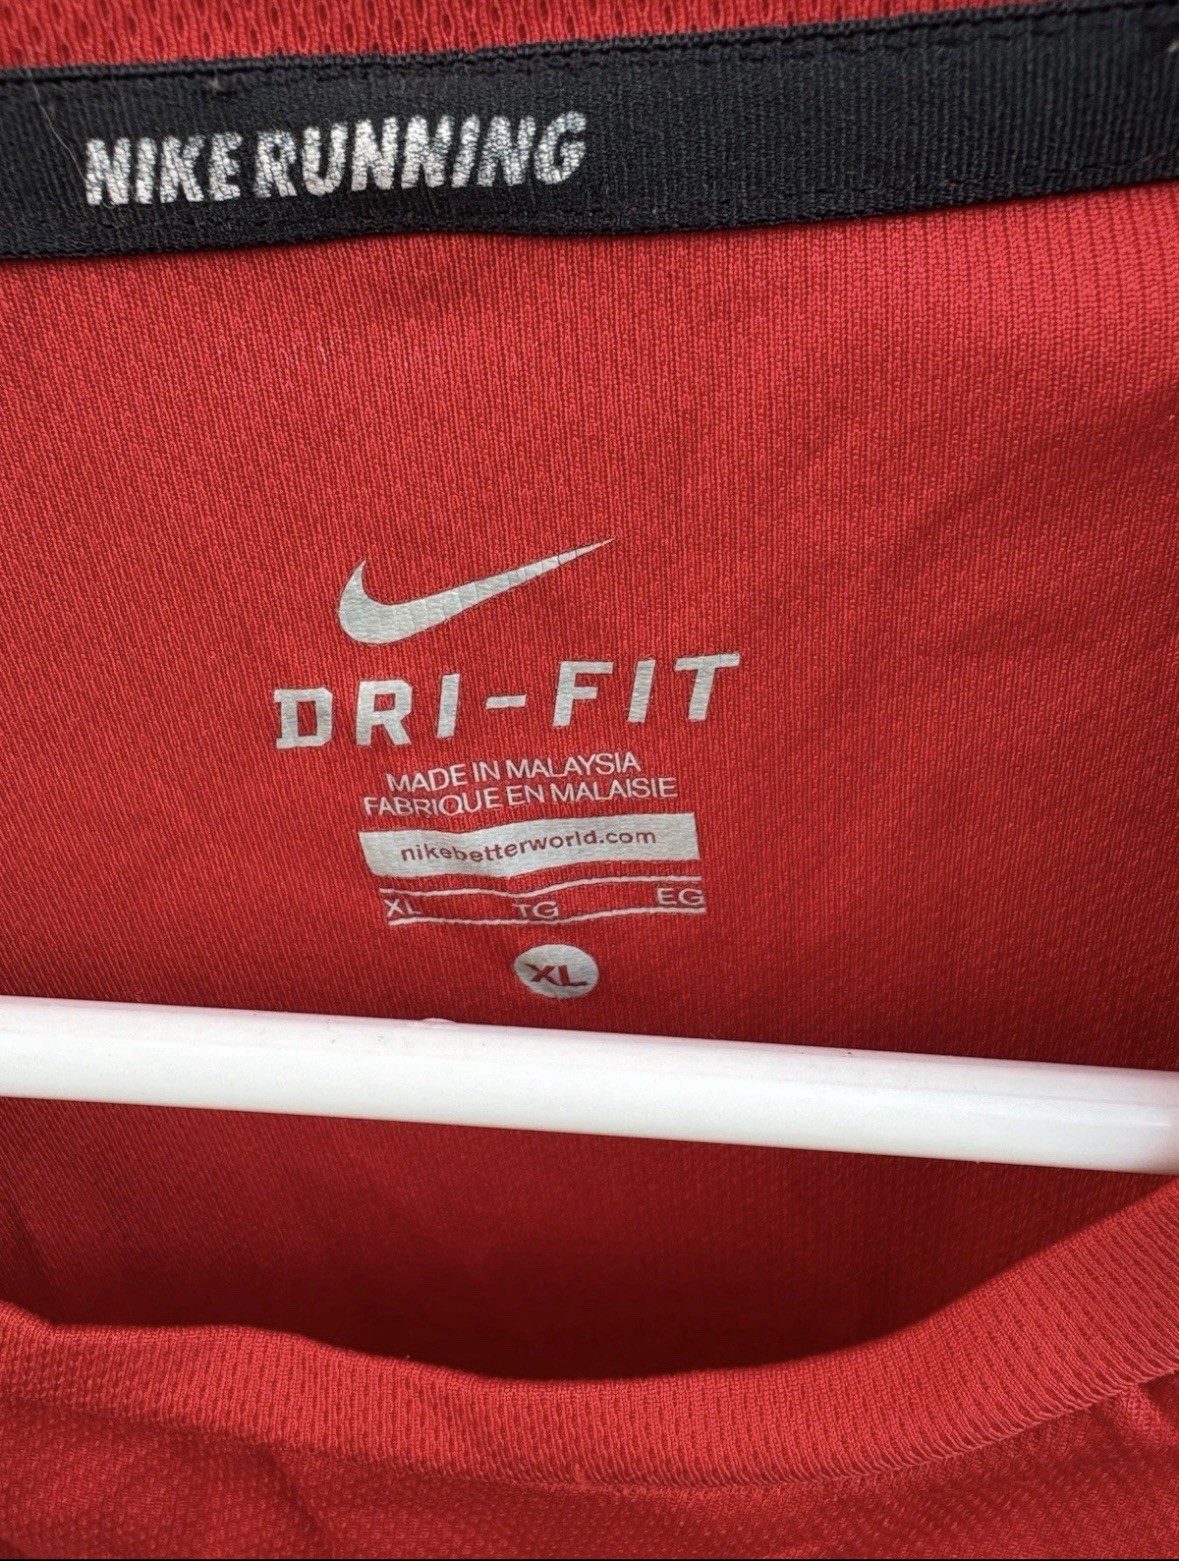 NIKE RUNNING
DRI-FIT
MADE IN MALAYSIA
FABRIQUE EN MALAISIE
nikebetterworld.com
XL TG EG
XL